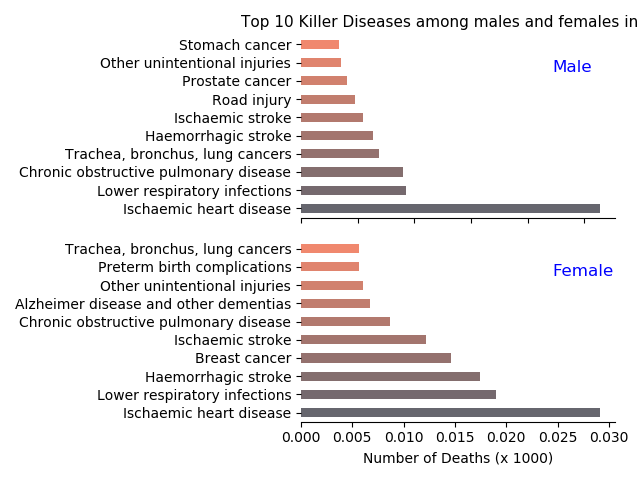 Top 10 Killer Diseases among males and females in
Stomach cancer
Other unintentional injuries
Prostate cancer
Road injury
Ischaemic stroke
Haemorrhagic stroke
Trachea, bronchus, lung cancers
Chronic obstructive pulmonary disease
Lower respiratory infections
Ischaemic heart disease
Male
Trachea, bronchus, lung cancers
Preterm birth complications
Other unintentional injuries
Alzheimer disease and other dementias
Chronic obstructive pulmonary disease
Ischaemic stroke
Breast cancer
Haemorrhagic stroke
Lower respiratory infections
Ischaemic heart disease
Female
0.000 0.005 0.010 0.015 0.020 0.025 0.030
Number of Deaths (x 1000)